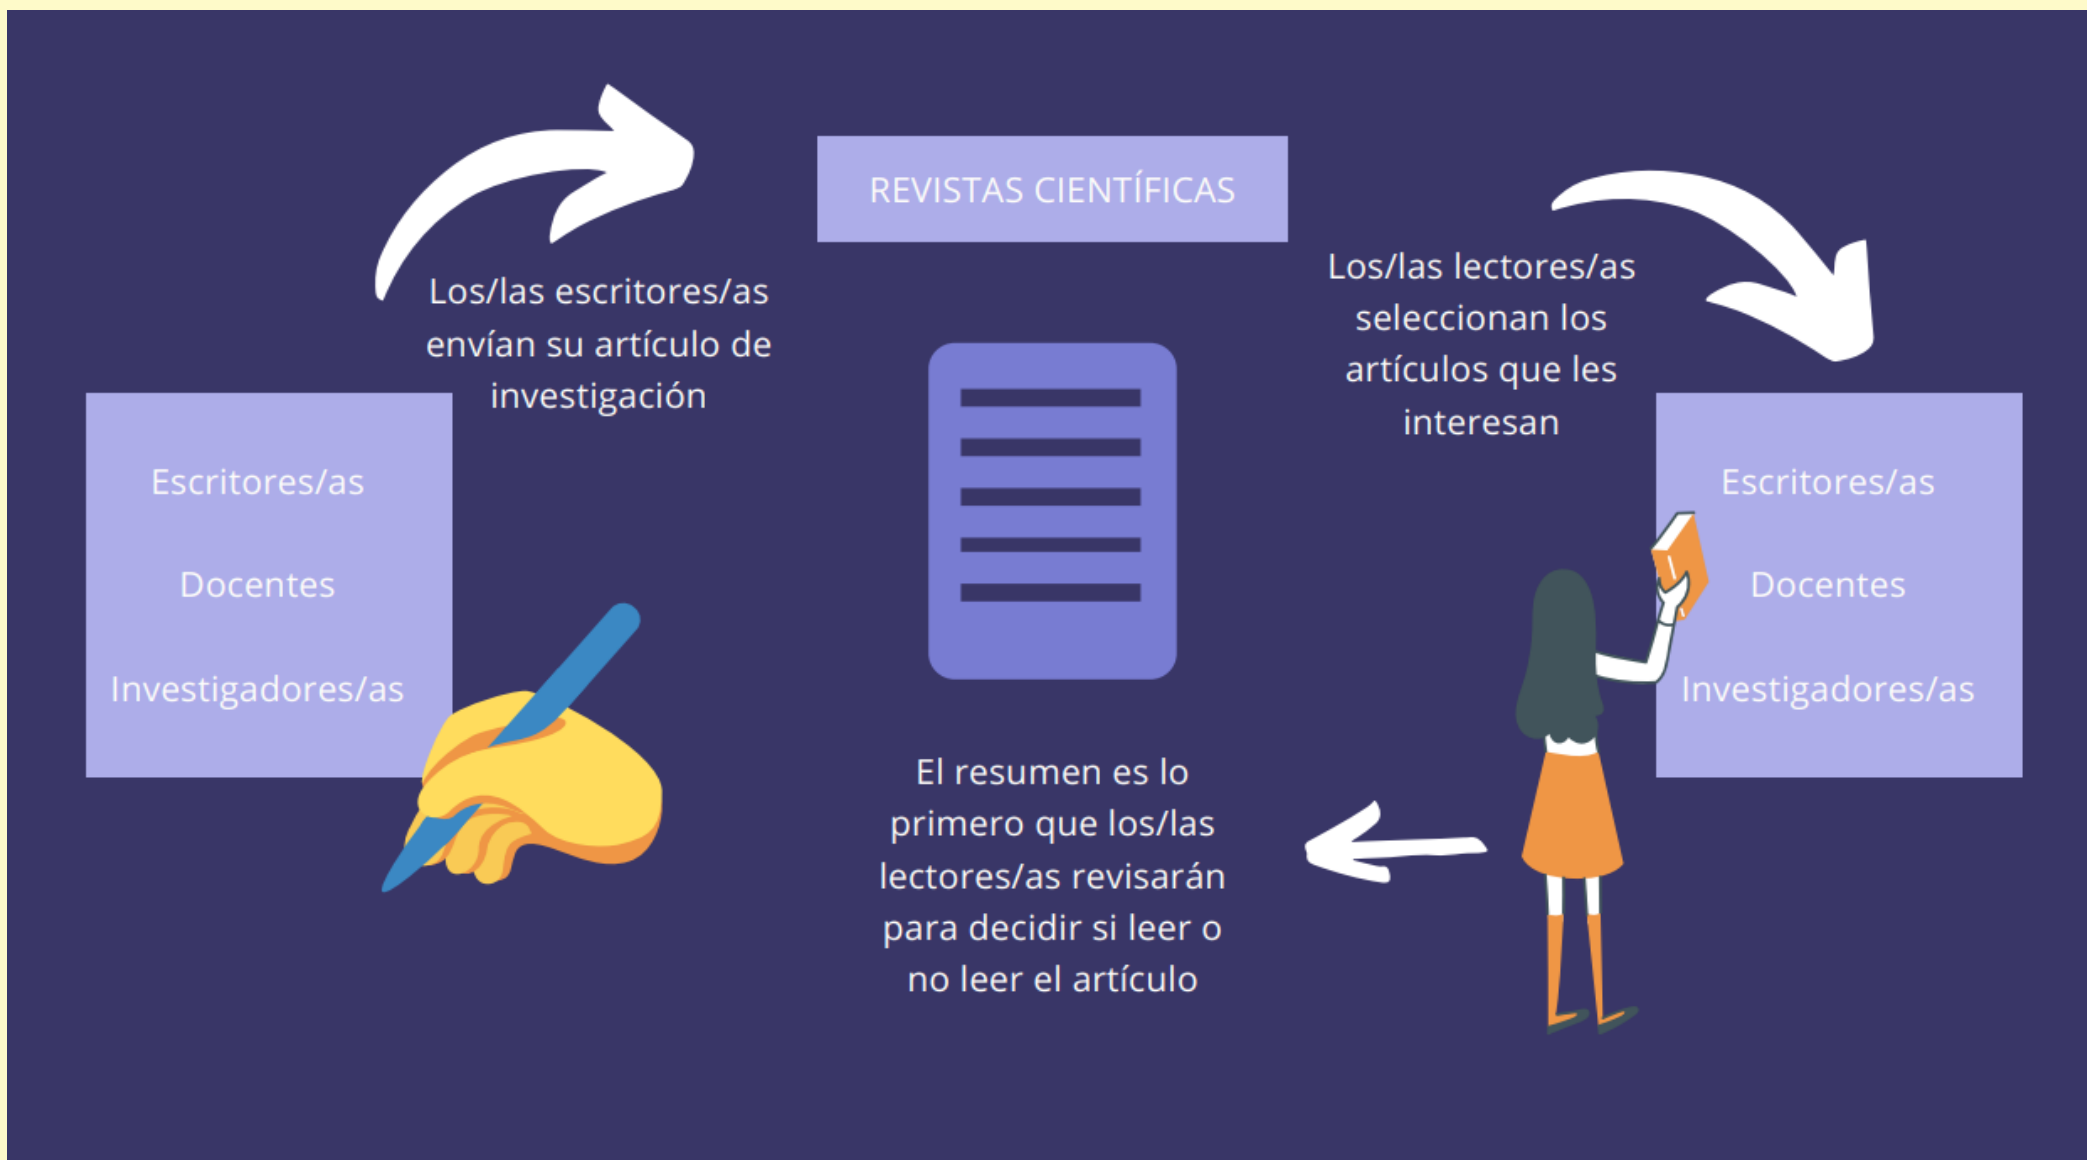 REVISTAS CIENTÍFICAS
Los/las escritores/as
envían su artículo de
investigación
Los/las lectores/as
seleccionan los
artículos que les
interesan
Escritores/as
Docentes
Investigadores/as
Escritores/as
Docentes
Investigadores/as
El resumen es lo
primero que los/las
lectores/as revisarán
para decidir si leer o
no leer el artículo